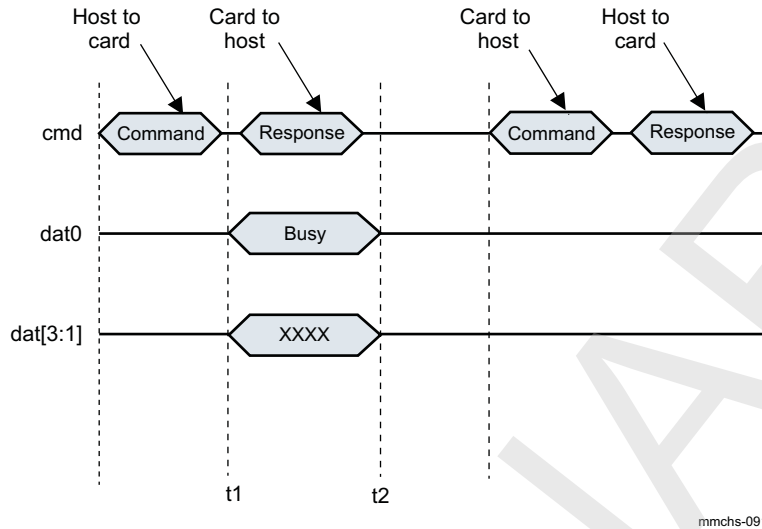 Host to
card
Card to
host
Card to
host
Host to
card
cmd
Command
Response
Command
Response
dat0
Busy
dat[3:1]
XXXX
t1
t2
mmchs-09